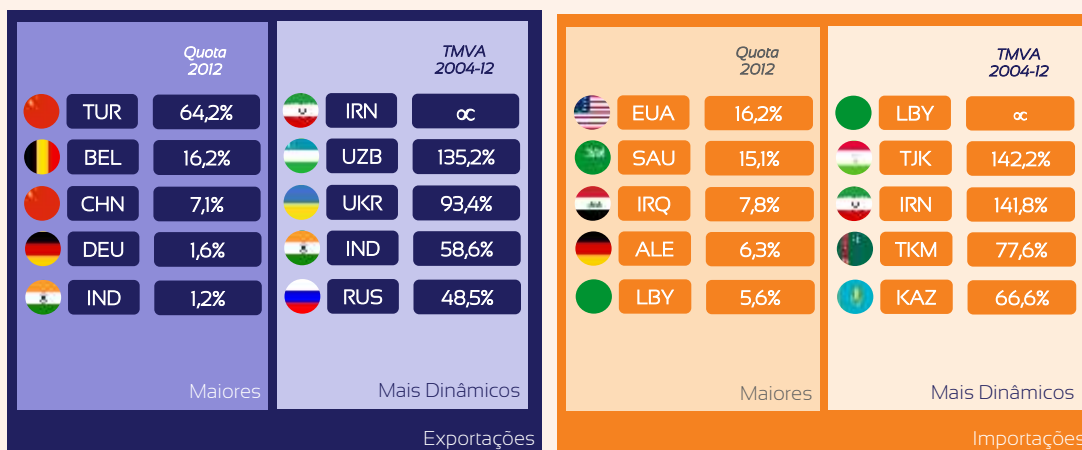 Quota
2012
TUR 64,2%
BEL 16,2%
CHN 7,1%
DEU 1,6%
IND 1,2%
Maiores
TMVA
2004-12
IRN ∝
UZB 135,2%
UKR 93,4%
IND 58,6%
RUS 48,5%
Mais Dinâmicos
Exportações
Quota
2012
EUA 16,2%
SAU 15,1%
IRQ 7,8%
ALE 6,3%
LBY 5,6%
Maiores
TMVA
2004-12
LBY ∝
TJK 142,2%
IRN 141,8%
TKM 77,6%
KAZ 66,6%
Mais Dinâmicos
Importações